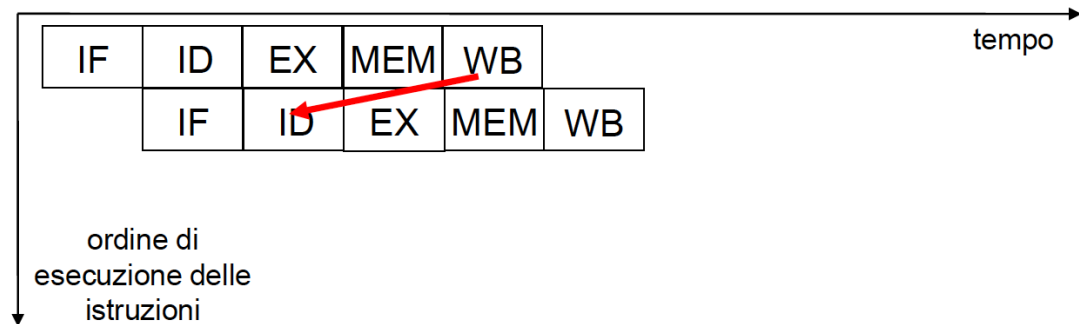 tempo
IF ID EX MEM WB
IF ID EX MEM WB
ordine di
esecuzione delle
istruzioni